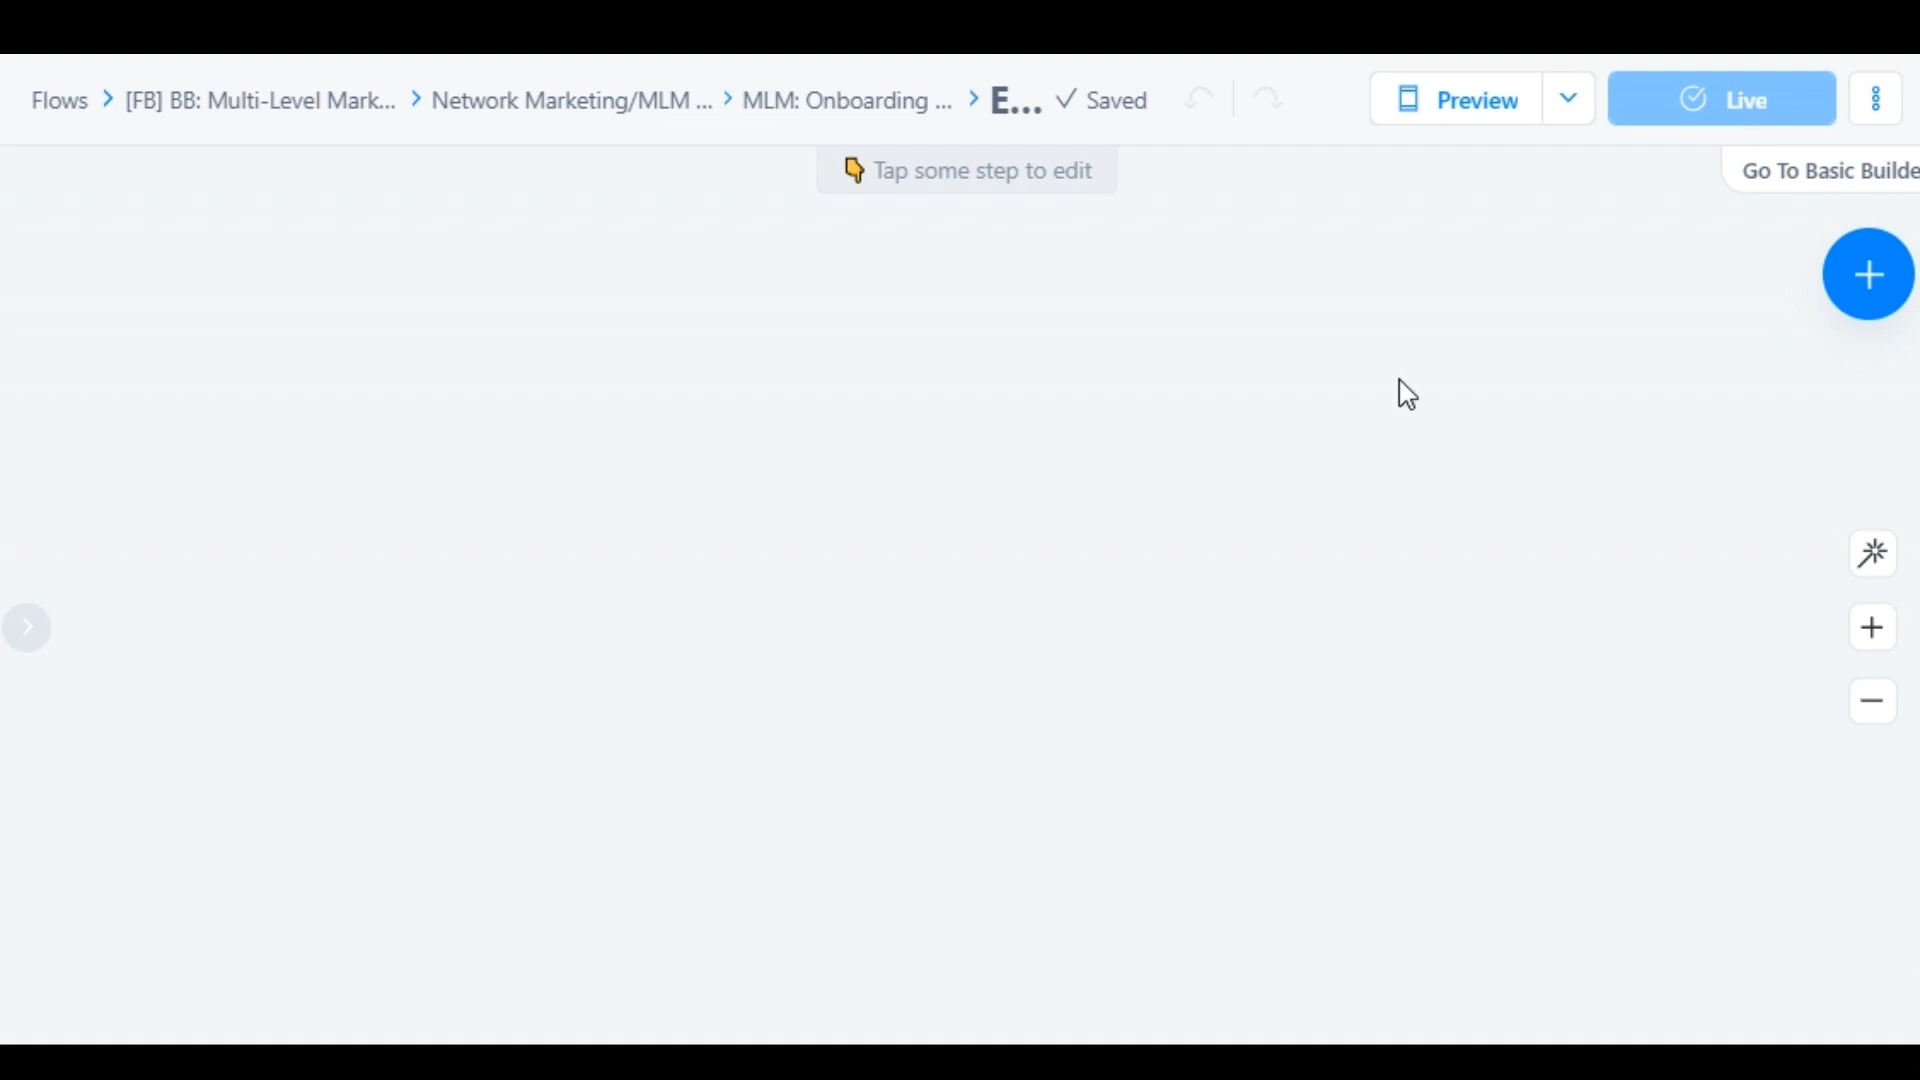 Flows > [FB] BB: Multi-Level Mark... > Network Marketing/MLM ... > MLM: Onboarding ... > E... Saved Preview Live
Tap some step to edit
Go To Basic Builde